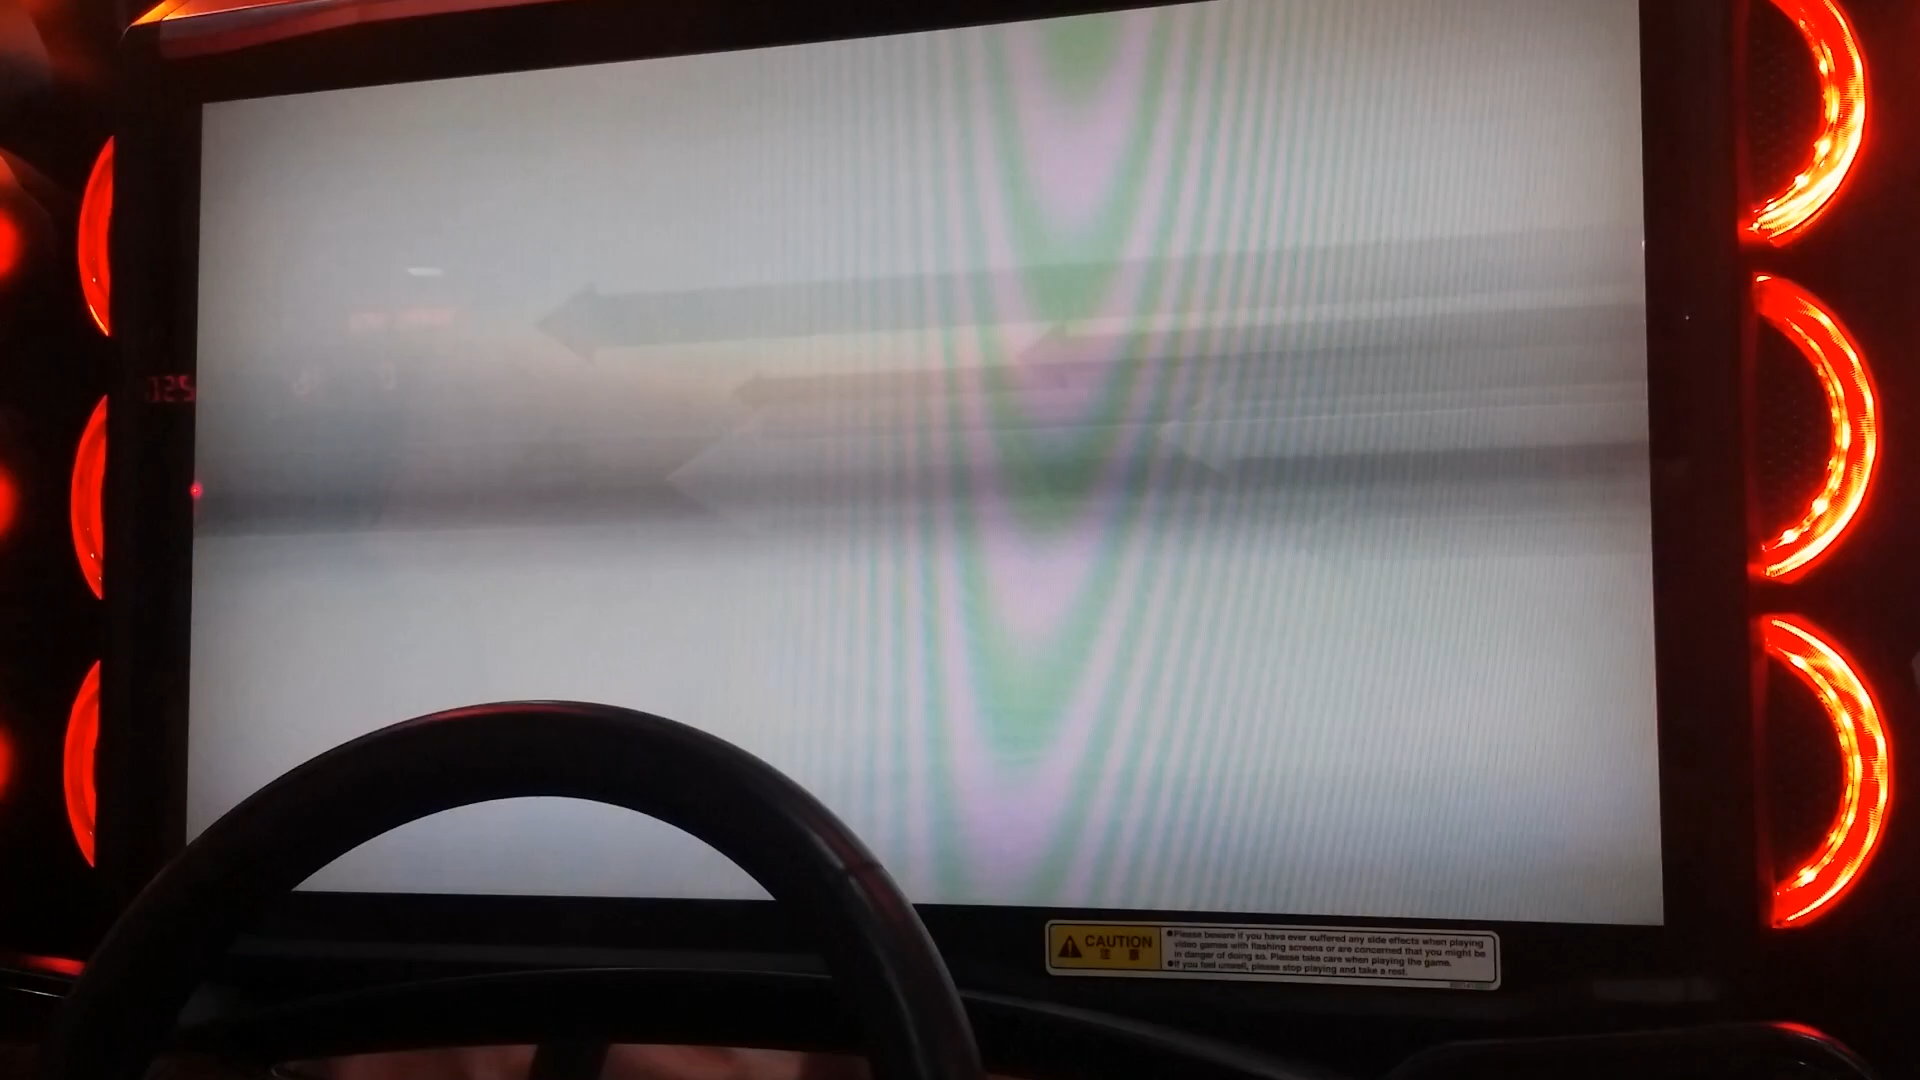 025
CAUTION
注 意
●Please beware if you have ever suffered any side effects when playing
video games with flashing screens or are concerned that you might be
in danger of doing so. Please take care when playing the game.
●If you feel unwell, please stop playing and take a rest.